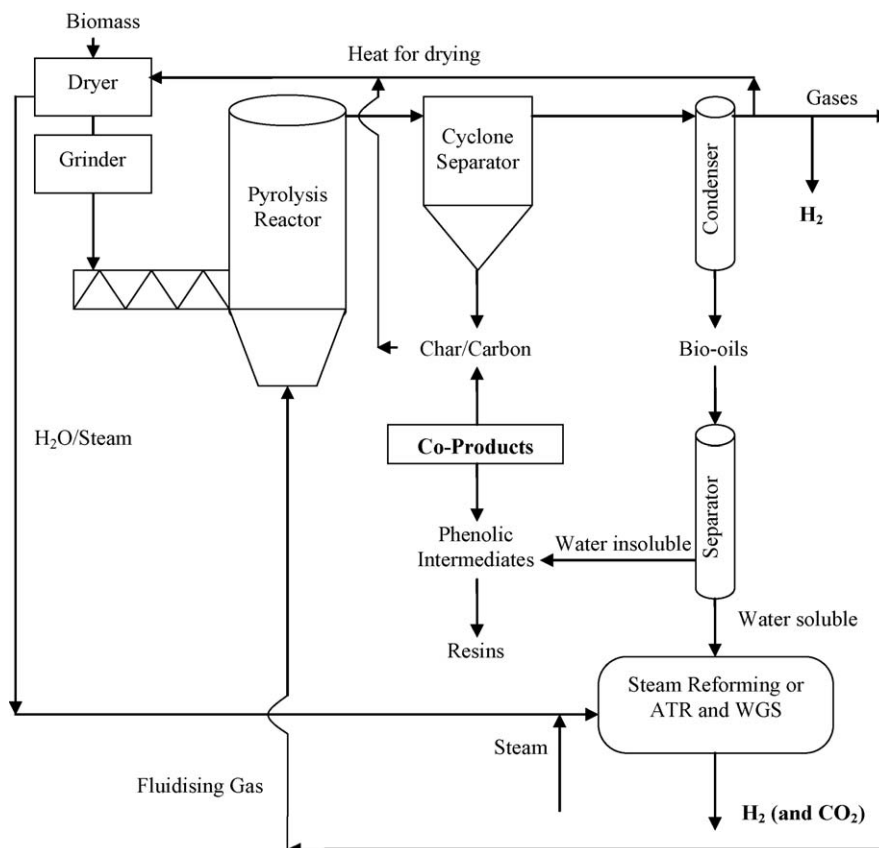 Biomass
Heat for drying
Dryer
Gases
Grinder
Cyclone
Separator
Pyrolysis
Reactor
Condenser
H₂
Char/Carbon
Bio-oils
H₂O/Steam
Co-Products
Separator
Phenolic
Intermediates
Water insoluble
Water soluble
Resins
Steam Reforming or
ATR and WGS
Steam
Fluidising Gas
H₂ (and CO₂)